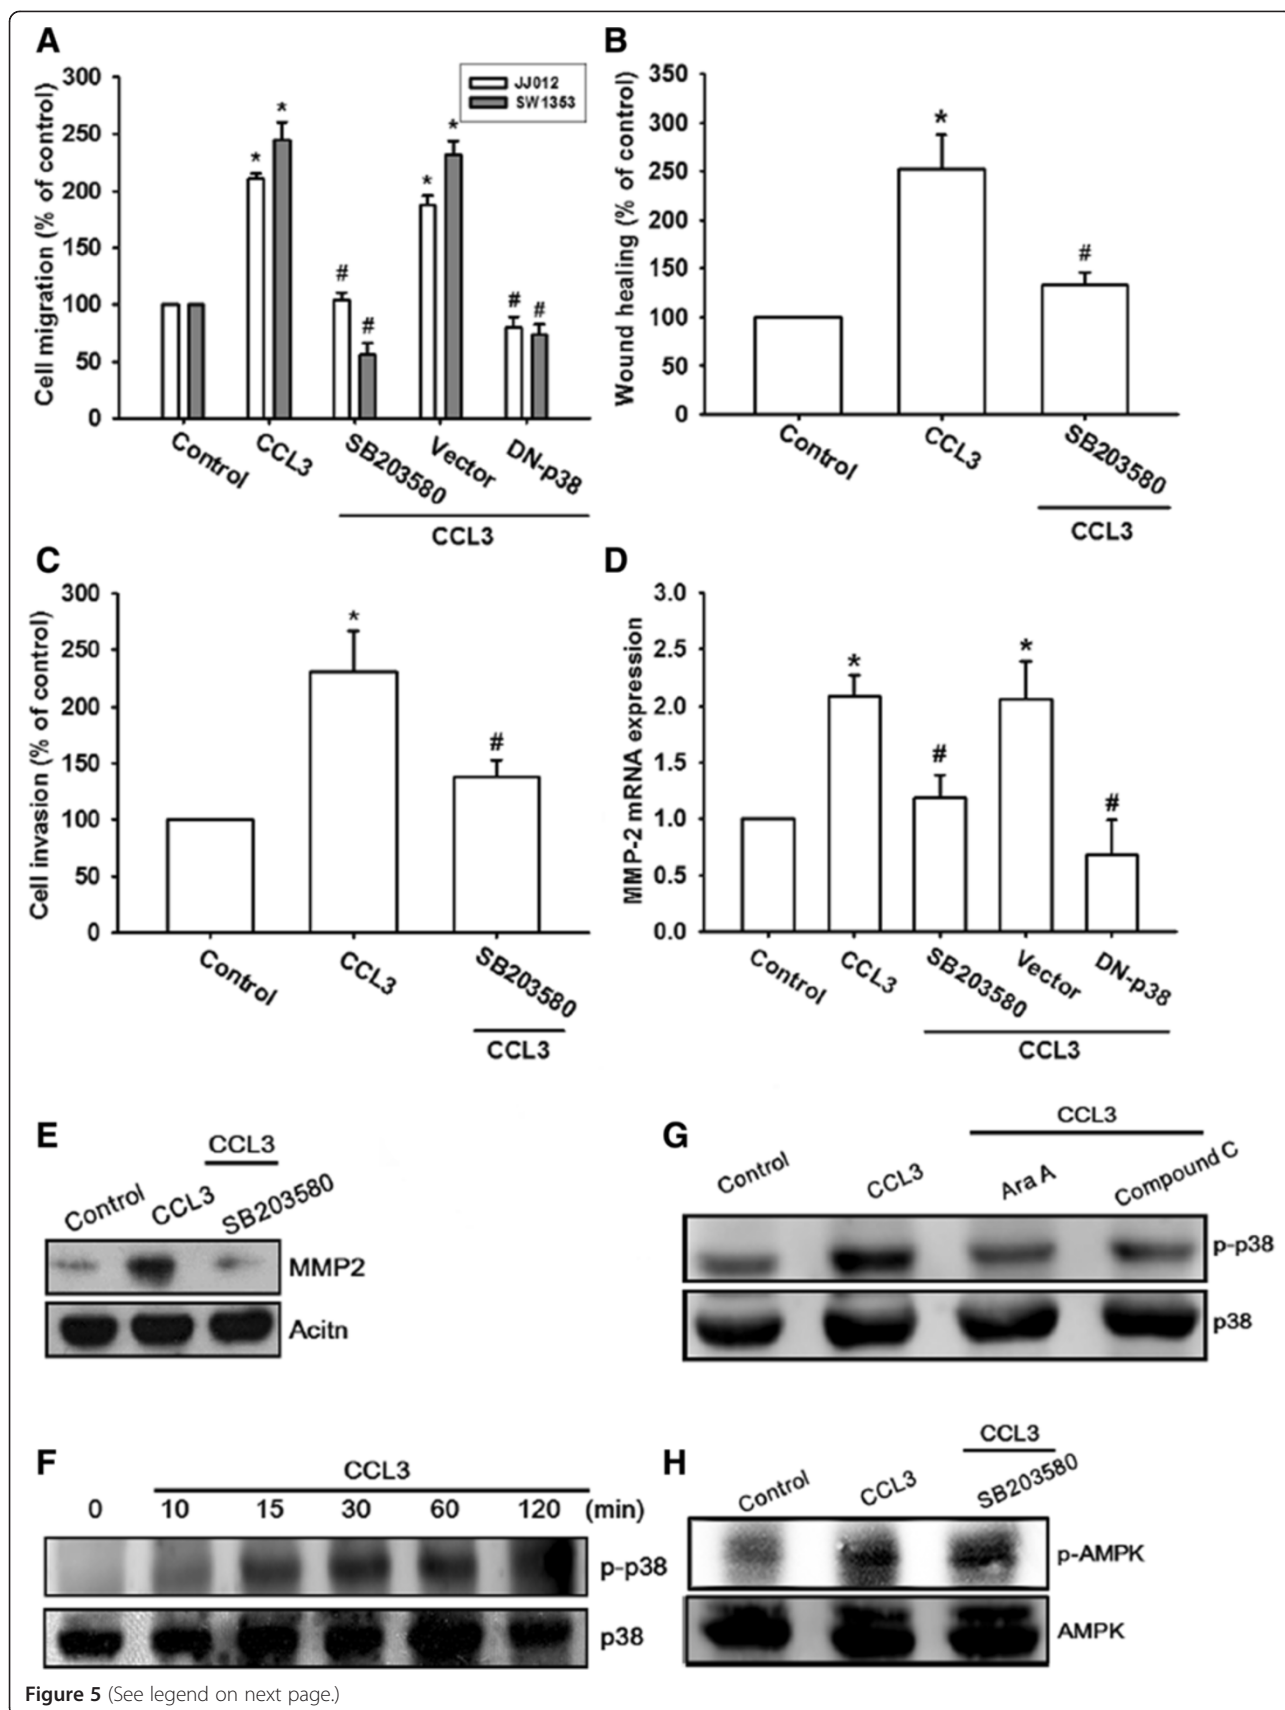 A
Cell migration (% of control)
300
250
200
150
100
50
0
JJ012
SW1353
*
*
#
#
*
*
#
#
Control
CCL3
SB203580
Vector
DN-p38
CCL3
B
Wound healing (% of control)
350
300
250
200
150
100
50
0
*
#
Control
CCL3
SB203580
CCL3
C
Cell invasion (% of control)
300
250
200
150
100
50
0
*
#
Control
CCL3
SB203580
CCL3
D
MMP-2 mRNA expression
3.0
2.5
2.0
1.5
1.0
0.5
0.0
*
#
*
#
Control
CCL3
SB203580
Vector
DN-p38
CCL3
E
CCL3
Control
CCL3
SB203580
MMP2
Acitn
G
CCL3
Control
CCL3
Ara A
Compound C
p-p38
p38
F
CCL3
0 10 15 30 60 120 (min)
p-p38
p38
H
CCL3
Control
CCL3
SB203580
p-AMPK
AMPK
Figure 5 (See legend on next page.)